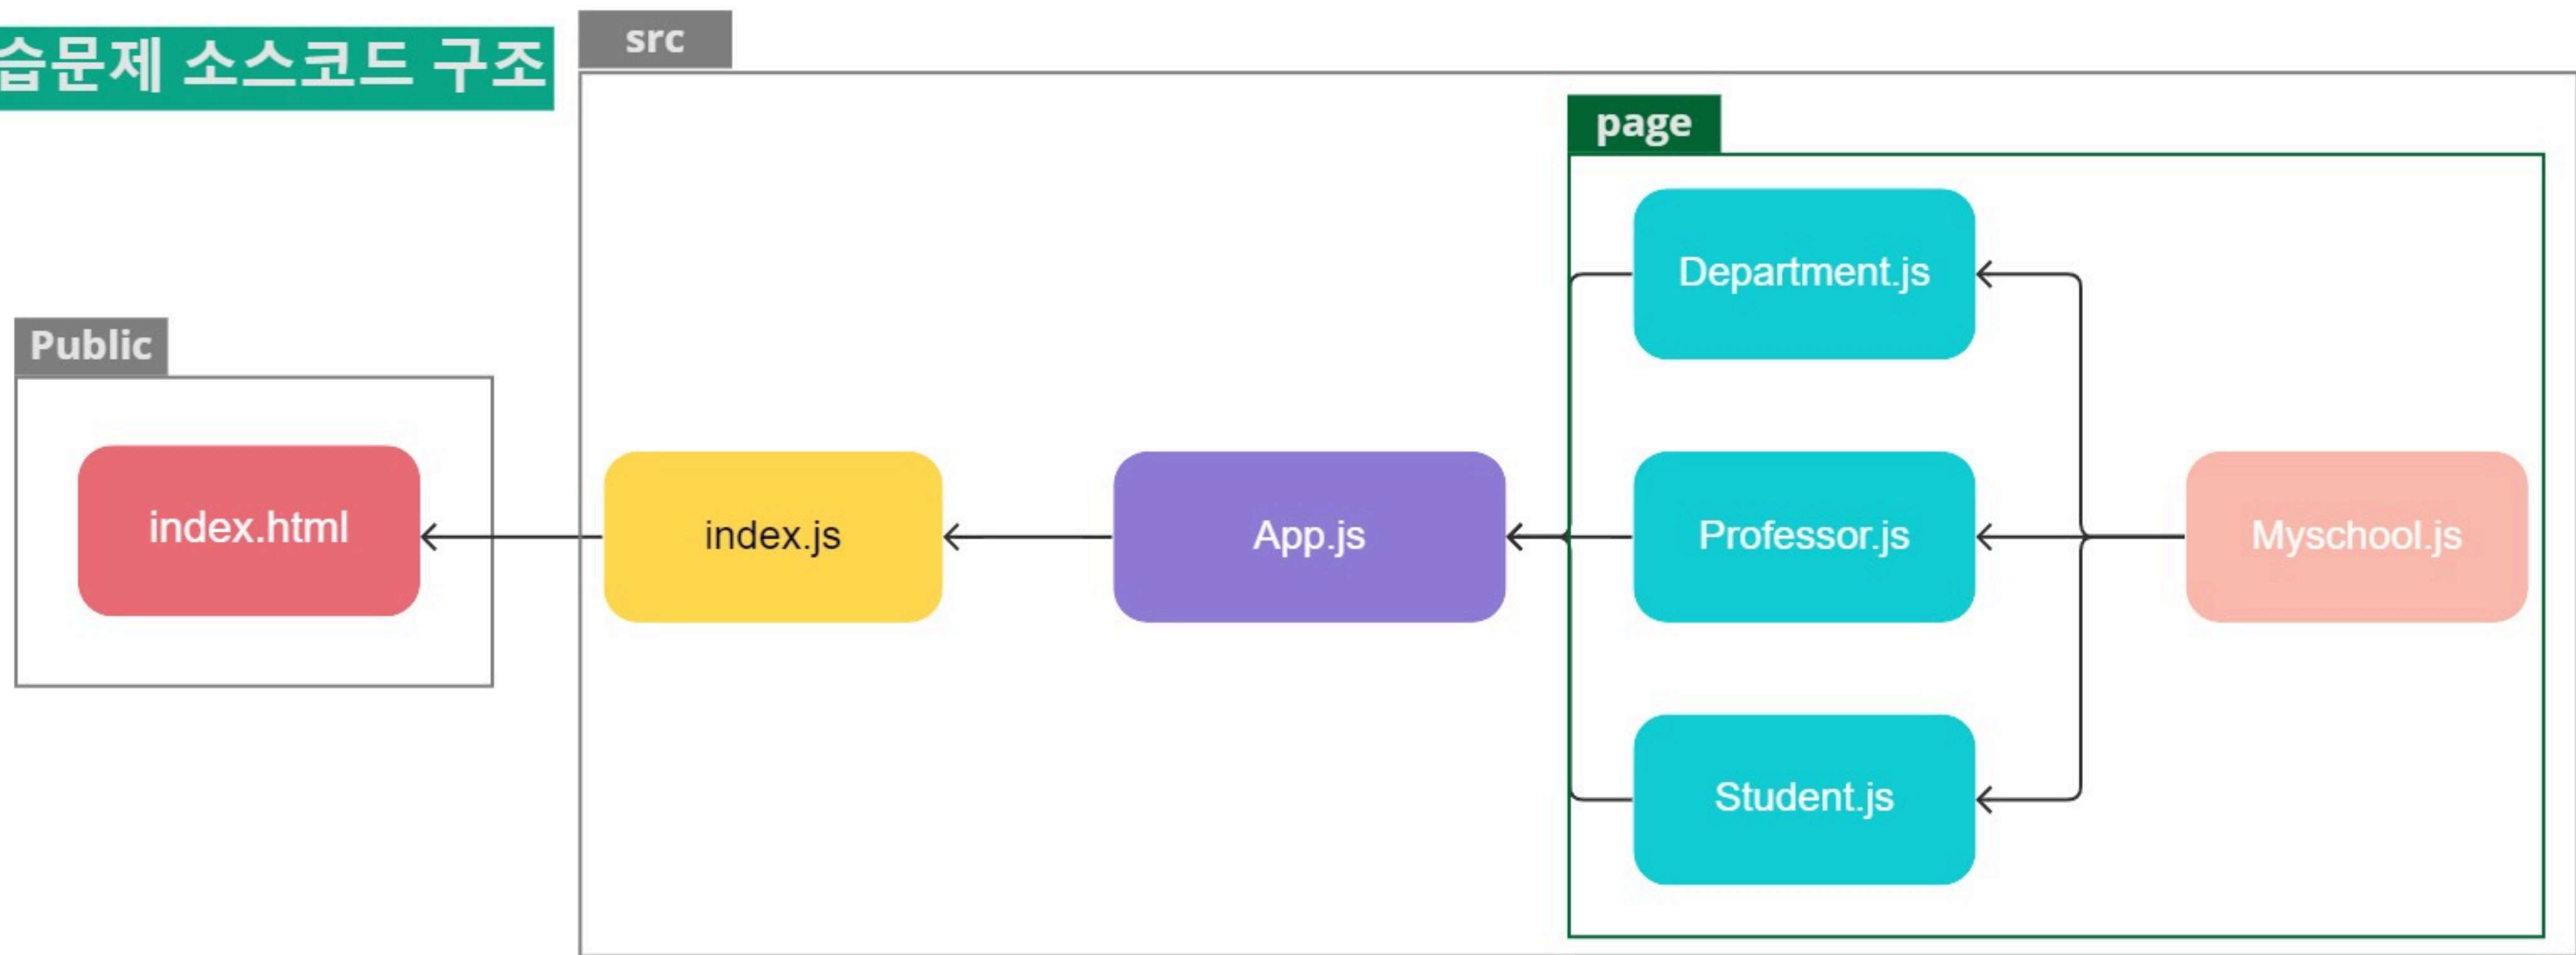 습문제 소스코드 구조
src
page
Department.js
Public
index.html
index.js
App.js
Professor.js
Myschool.js
Student.js